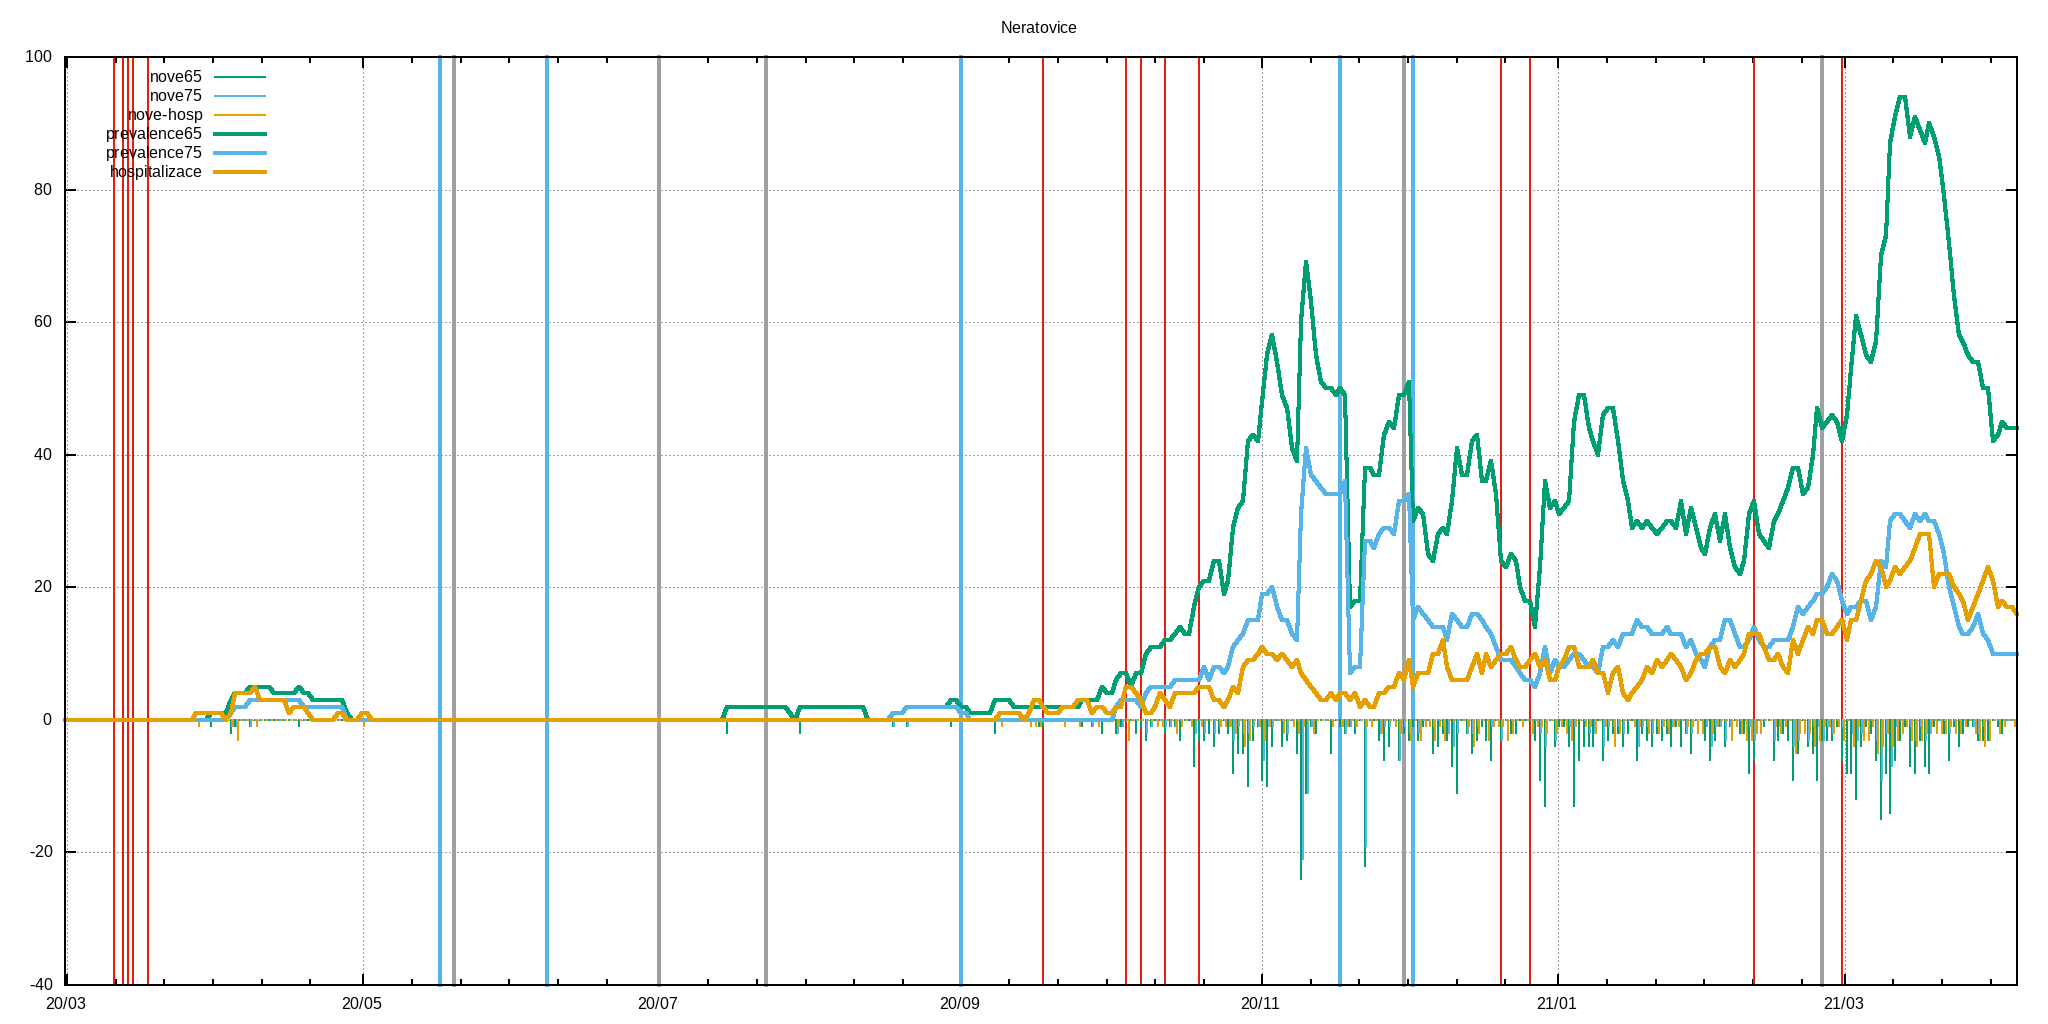 Neratovice
100
nove65
nove75
nove-hosp
prevalence65
prevalence75
hospitalizace
80
60
40
20
0
-20
-40
20/03 20/05 20/07 20/09 20/11 21/01 21/03